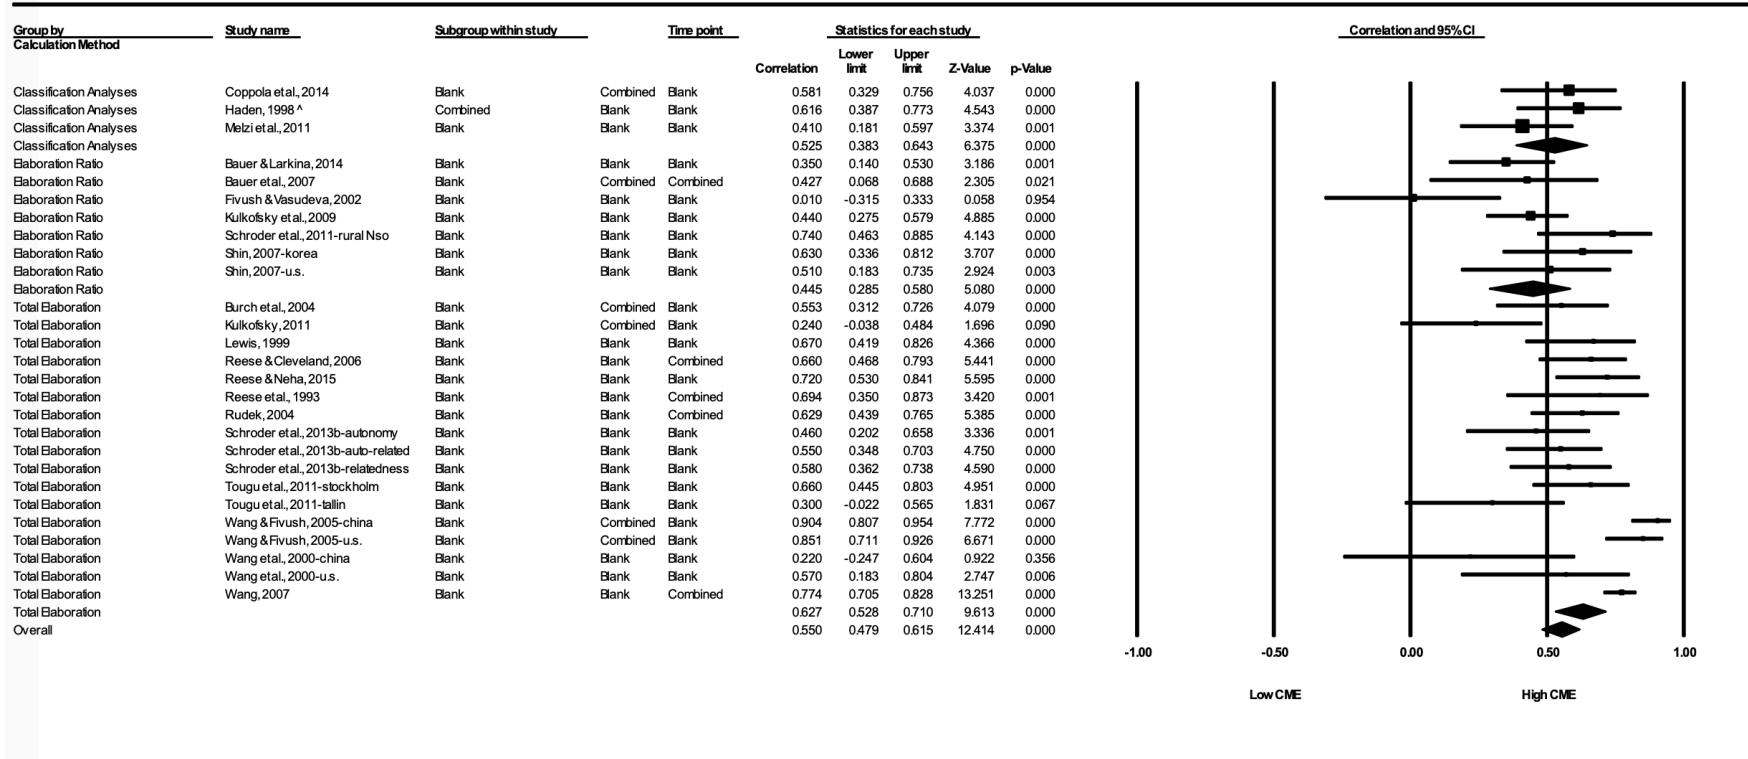 Group by Study name Subgroup within study Time point Statistics for each study Correlation and 95% CI
Calculation Method
Lower Upper
Correlation limit limit Z-Value p-Value
Classification Analyses Coppola et al., 2014 Blank Combined Blank 0.581 0.329 0.756 4.037 0.000
Classification Analyses Haden, 1998 ^ Combined Blank Blank 0.616 0.387 0.773 4.543 0.000
Classification Analyses Melzi et al., 2011 Blank Blank Blank 0.410 0.181 0.597 3.374 0.001
Classification Analyses 0.525 0.383 0.643 6.375 0.000
Elaboration Ratio Bauer & Larkina, 2014 Blank Blank Blank 0.350 0.140 0.530 3.186 0.001
Elaboration Ratio Bauer et al., 2007 Blank Combined Combined 0.427 0.068 0.688 2.305 0.021
Elaboration Ratio Fivush & Vasudeva, 2002 Blank Blank Blank 0.010 -0.315 0.333 0.058 0.954
Elaboration Ratio Kulkofsky et al., 2009 Blank Blank Blank 0.440 0.275 0.579 4.885 0.000
Elaboration Ratio Schroder et al., 2011-rural Nso Blank Blank Blank 0.740 0.463 0.885 4.143 0.000
Elaboration Ratio Shin, 2007-korea Blank Blank Blank 0.630 0.336 0.812 3.707 0.000
Elaboration Ratio Shin, 2007-u.s. Blank Blank Blank 0.510 0.183 0.735 2.924 0.003
Elaboration Ratio 0.445 0.285 0.580 5.080 0.000
Total Elaboration Burch et al., 2004 Blank Combined Blank 0.553 0.312 0.726 4.079 0.000
Total Elaboration Kulkofsky, 2011 Blank Combined Blank 0.240 -0.038 0.484 1.696 0.090
Total Elaboration Lewis, 1999 Blank Blank Blank 0.670 0.419 0.826 4.366 0.000
Total Elaboration Reese & Cleveland, 2006 Blank Blank Combined 0.660 0.468 0.793 5.441 0.000
Total Elaboration Reese & Neha, 2015 Blank Blank Blank 0.720 0.530 0.841 5.595 0.000
Total Elaboration Reese et al., 1993 Blank Blank Combined 0.694 0.350 0.873 3.420 0.001
Total Elaboration Rudek, 2004 Blank Blank Combined 0.629 0.439 0.765 5.385 0.000
Total Elaboration Schroder et al., 2013b-autonomy Blank Blank Blank 0.460 0.202 0.658 3.336 0.001
Total Elaboration Schroder et al., 2013b-auto-related Blank Blank Blank 0.550 0.348 0.703 4.750 0.000
Total Elaboration Schroder et al., 2013b-relatedness Blank Blank Blank 0.580 0.362 0.738 4.590 0.000
Total Elaboration Tougu et al., 2011-stockholm Blank Blank Blank 0.660 0.445 0.803 4.951 0.000
Total Elaboration Tougu et al., 2011-tallin Blank Blank Blank 0.300 -0.022 0.565 1.831 0.067
Total Elaboration Wang & Fivush, 2005-china Blank Combined Blank 0.904 0.807 0.954 7.772 0.000
Total Elaboration Wang & Fivush, 2005-u.s. Blank Combined Blank 0.851 0.711 0.926 6.671 0.000
Total Elaboration Wang et al., 2000-china Blank Blank Blank 0.220 -0.247 0.604 0.922 0.356
Total Elaboration Wang et al., 2000-u.s. Blank Blank Blank 0.570 0.183 0.804 2.747 0.006
Total Elaboration Wang, 2007 Blank Blank Combined 0.774 0.705 0.828 13.251 0.000
Total Elaboration 0.627 0.528 0.710 9.613 0.000
Overall 0.550 0.479 0.615 12.414 0.000
-1.00 -0.50 0.00 0.50 1.00
Low CME High CME